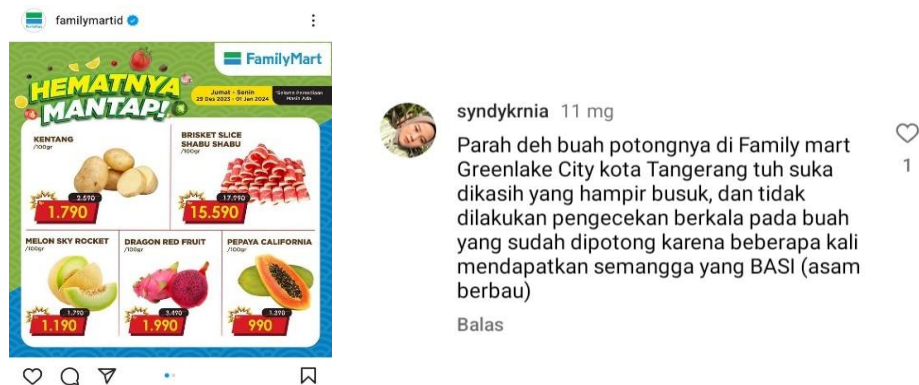 familymartid
FamilyMart
HEMATNYA
MANTAP!
Jumat - Senin
29 Des 2023 - 01 Jan 2024
*Selama Persediaan
Masih Ada
KENTANG
/100gr
2.590
1.790
BRISKET SLICE
SHABU SHABU
/100gr
17.990
15.590
MELON SKY ROCKET
/100gr
1.790
1.190
DRAGON RED FRUIT
/100gr
3.490
1.990
PEPAYA CALIFORNIA
/100gr
1.390
990
syndykrnia 11 mg
Parah deh buah potongnya di Family mart
Greenlake City kota Tangerang tuh suka
dikasih yang hampir busuk, dan tidak
dilakukan pengecekan berkala pada buah
yang sudah dipotong karena beberapa kali
mendapatkan semangga yang BASI (asam
berbau)
Balas
1